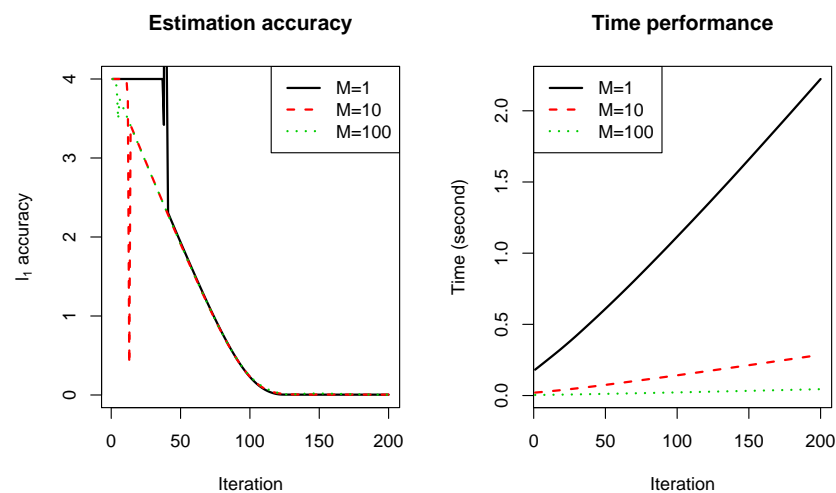 Estimation accuracy
M=1
M=10
M=100
l1 accuracy
0
1
2
3
4
0
50
100
150
200
Iteration
Time performance
M=1
M=10
M=100
Time (second)
0.0
0.5
1.0
1.5
2.0
0
50
100
150
200
Iteration